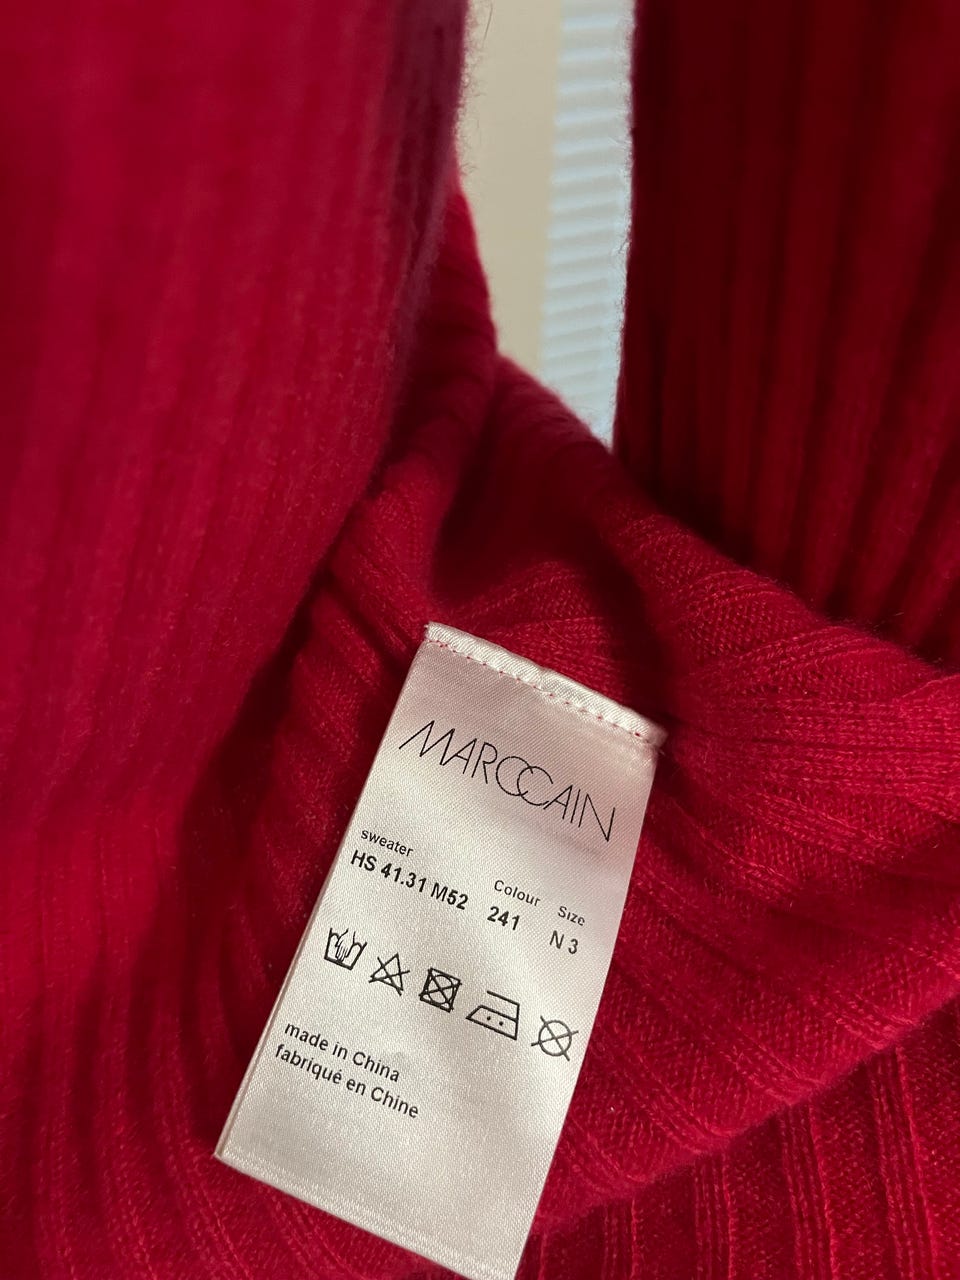 MARCCAIN
sweater
HS 41.31 M52
Colour Size
241 N 3
made in China
fabriqué en Chine